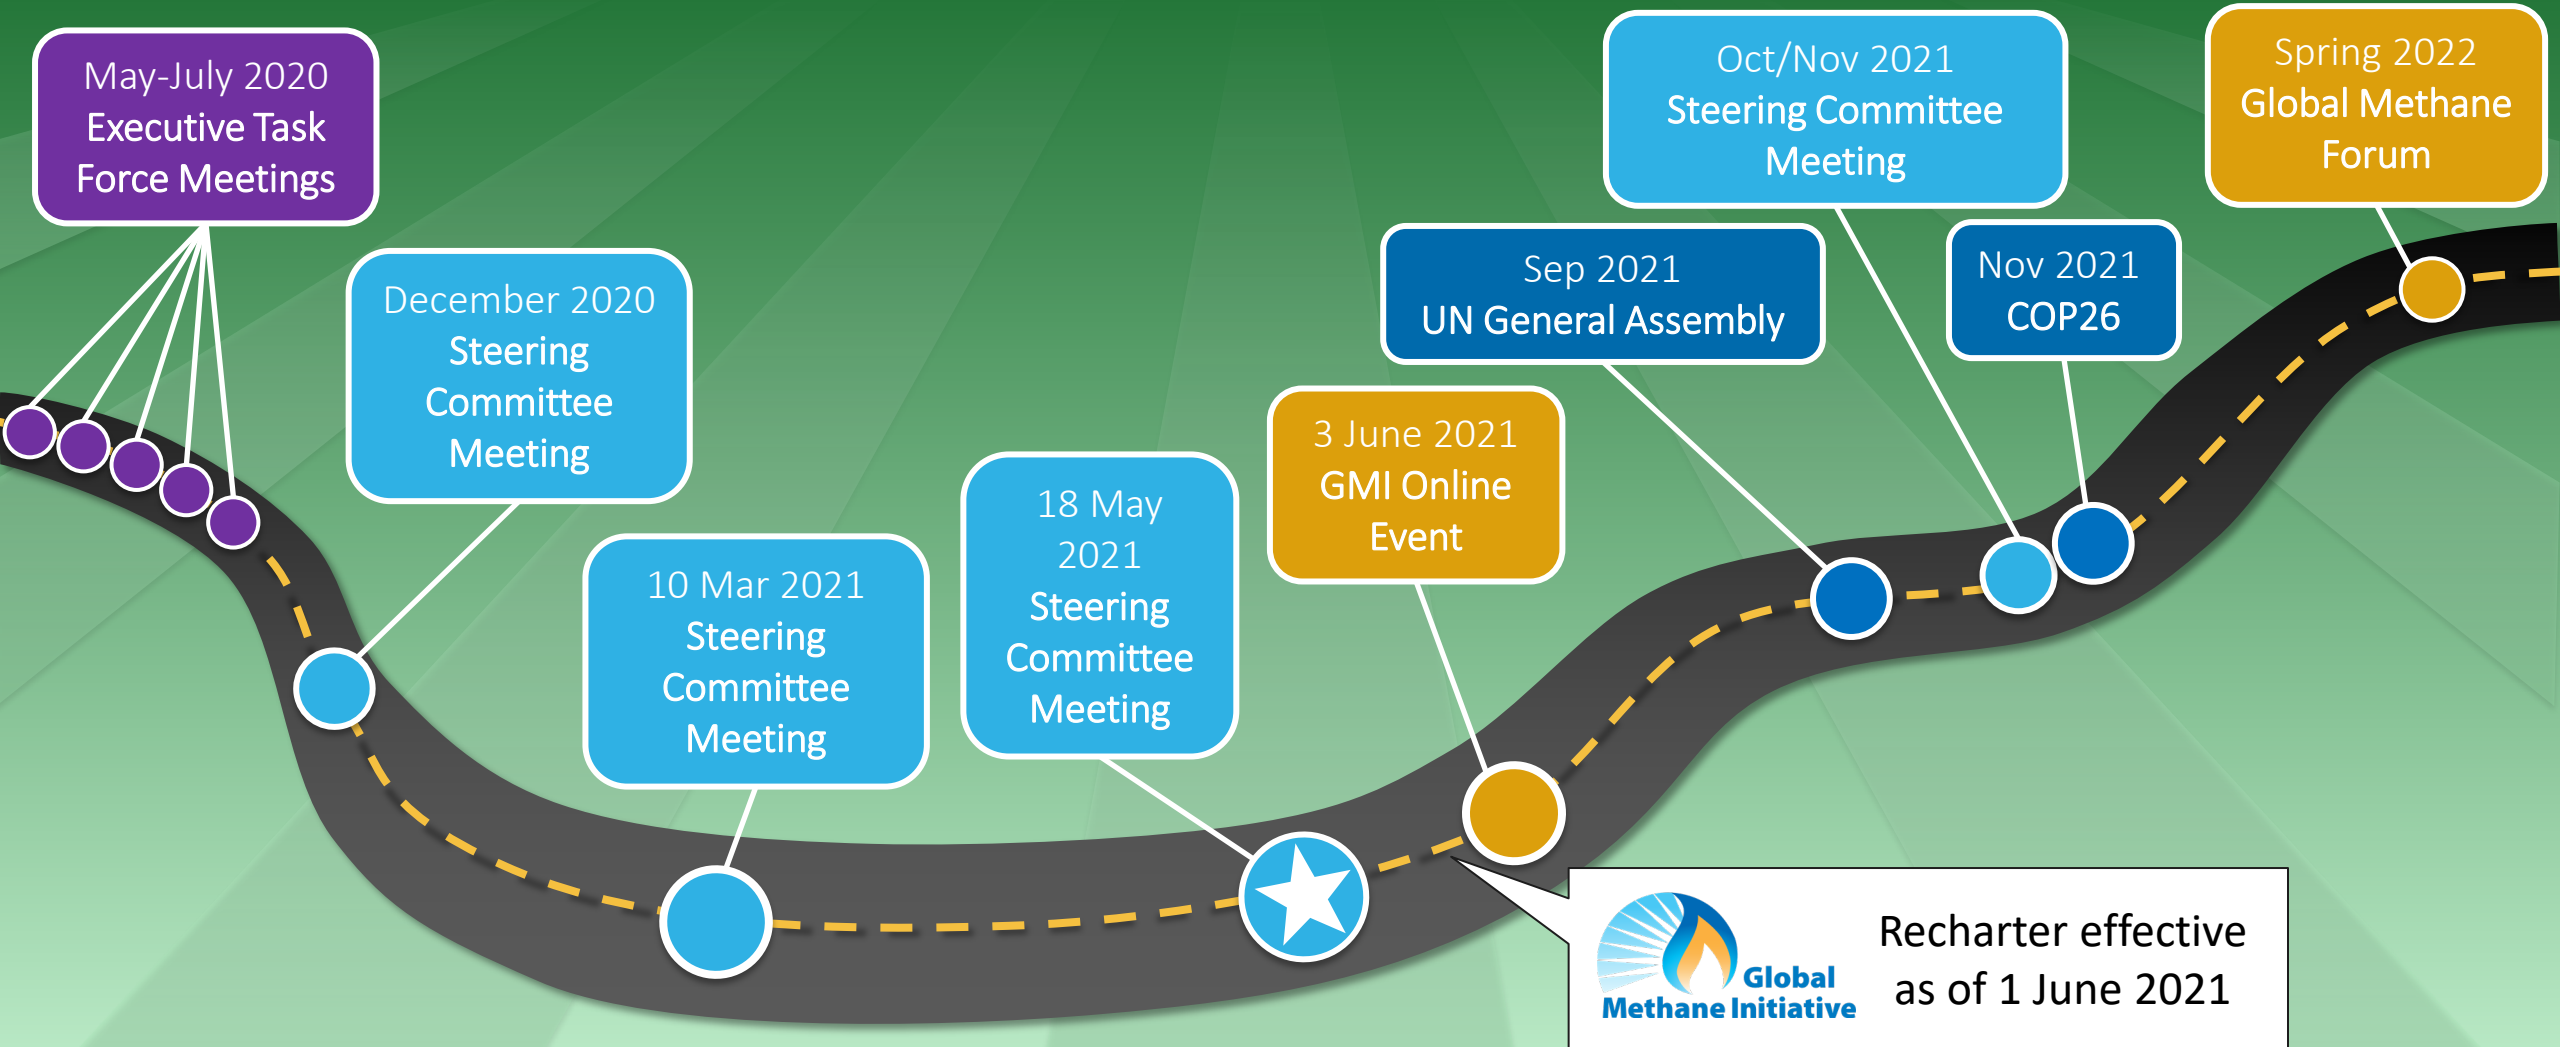 May-July 2020
Executive Task
Force Meetings
December 2020
Steering
Committee
Meeting
10 Mar 2021
Steering
Committee
Meeting
18 May
2021
Steering
Committee
Meeting
3 June 2021
GMI Online
Event
Sep 2021
UN General Assembly
Oct/Nov 2021
Steering Committee
Meeting
Nov 2021
COP26
Spring 2022
Global Methane
Forum
Global
Methane Initiative
Recharter effective
as of 1 June 2021